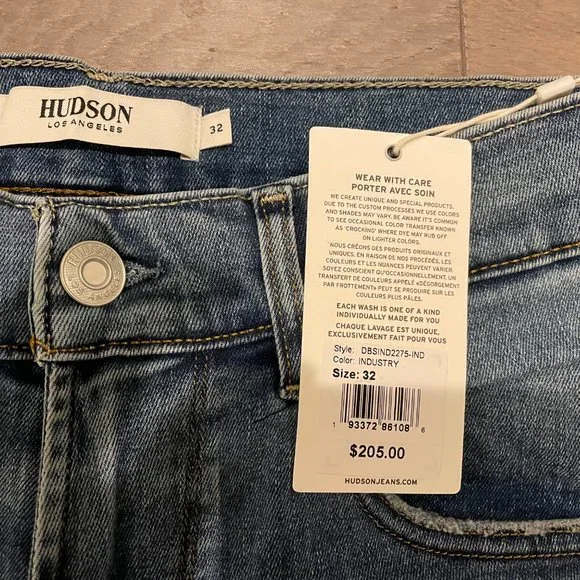 HUDSON
LOS ANGELES
32
WEAR WITH CARE
PORTER AVEC SOIN
WE CREATE UNIQUE AND SPECIAL PRODUCTS,
DUE TO THE CUSTOM PROCESSES WE USE COLORS
AND SHADES MAY VARY. BE AWARE IT'S COMMON
TO SEE OCCASIONAL COLOR TRANSFER KNOWN
AS 'CROCKING' WHERE DYE MAY RUB OFF
ON LIGHTER COLORS.
NOUS CRÉONS DES PRODUITS ORIGINAUX ET
UNIQUES. EN RAISON DE NOS PROCÉDÉS, LES
COULEURS ET LES NUANCES PEUVENT VARIER.
SOYEZ CONSCIENT QU'OCCASIONNELLEMENT, UN
TRANSFERT DE COULEURS APPELÉ «DÉGORGEMENT
PAR FROTTEMENT» PEUT SE PRODUIRE SUR LES
COULEURS PLUS PÂLES.
EACH WASH IS ONE OF A KIND
INDIVIDUALLY MADE FOR YOU
CHAQUE LAVAGE EST UNIQUE,
EXCLUSIVEMENT FAIT POUR VOUS
Style: DBSIND2275-IND
Color: INDUSTRY
Size: 32
1 93372 86108 6
$205.00
HUDSONJEANS.COM